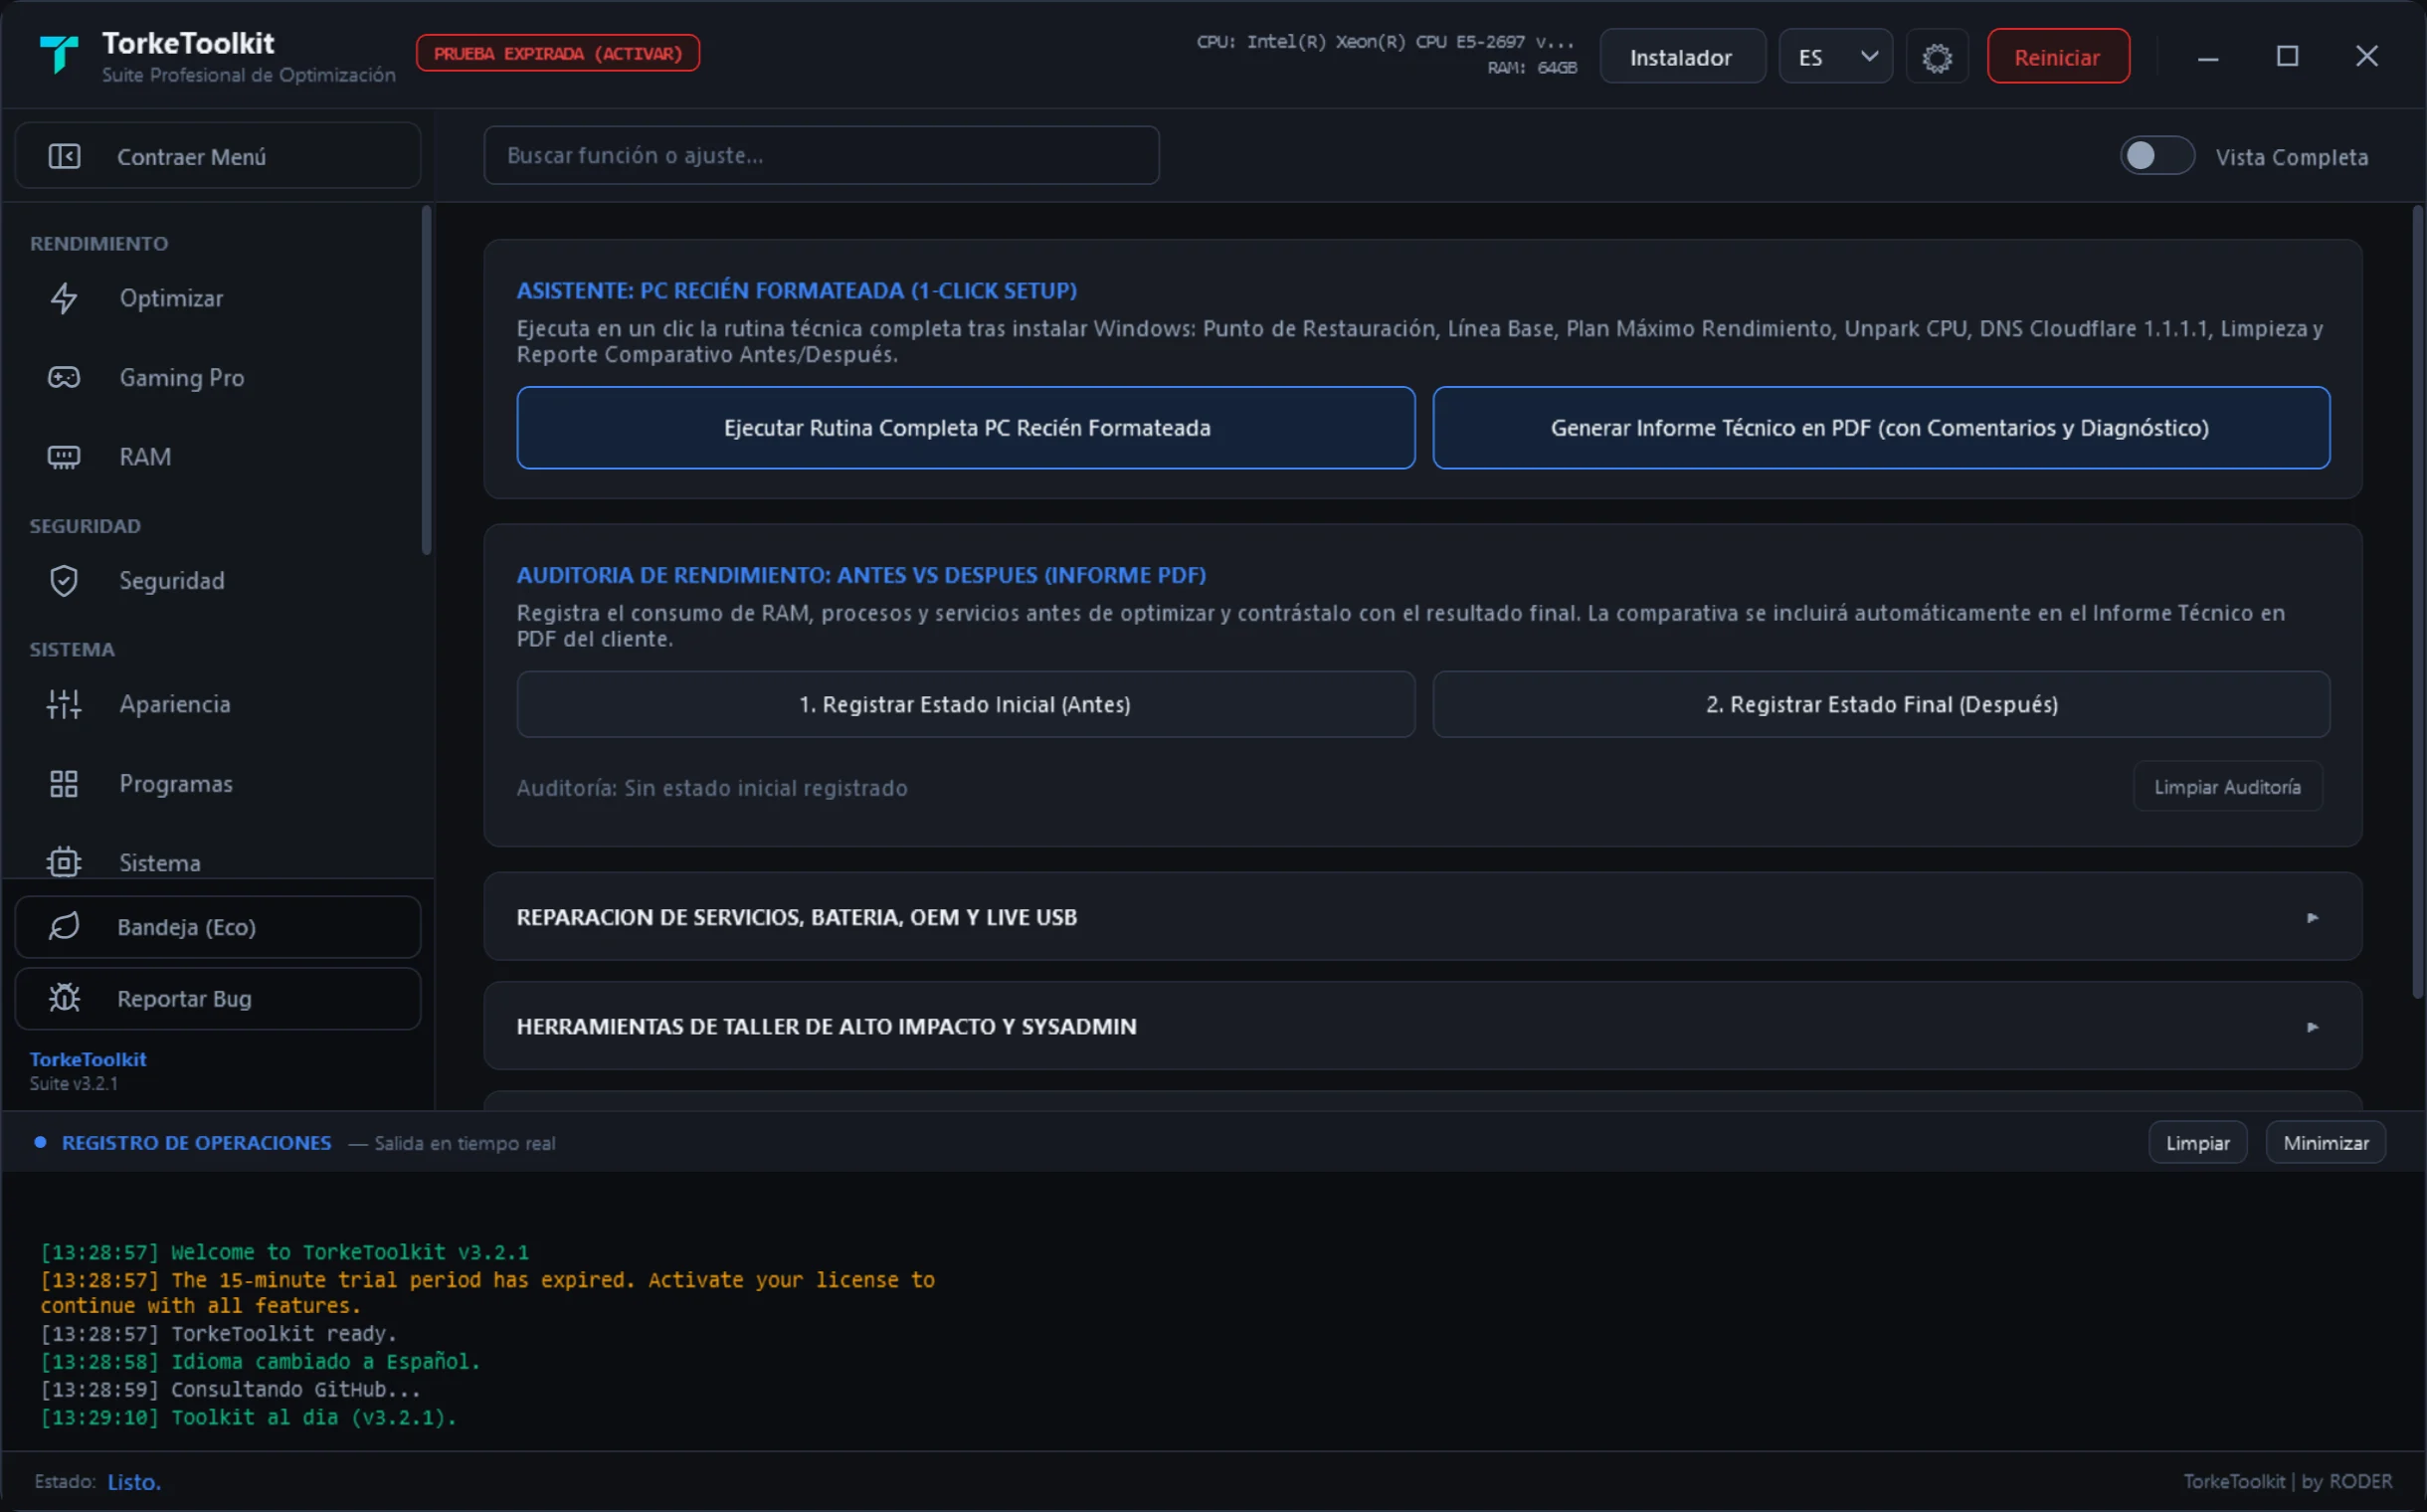 TorkeToolkit
Suite Profesional de Optimización
PRUEBA EXPIRADA (ACTIVAR)
CPU: Intel(R) Xeon(R) CPU E5-2697 v...
RAM: 64GB
Instalador
ES
Reiniciar
Contraer Menú
Buscar función o ajuste...
Vista Completa
RENDIMIENTO
Optimizar
Gaming Pro
RAM
SEGURIDAD
Seguridad
SISTEMA
Apariencia
Programas
Sistema
Bandeja (Eco)
Reportar Bug
TorkeToolkit
Suite v3.2.1
ASISTENTE: PC RECIÉN FORMATEADA (1-CLICK SETUP)
Ejecuta en un clic la rutina técnica completa tras instalar Windows: Punto de Restauración, Línea Base, Plan Máximo Rendimiento, Unpark CPU, DNS Cloudflare 1.1.1.1, Limpieza y
Reporte Comparativo Antes/Después.
Ejecutar Rutina Completa PC Recién Formateada
Generar Informe Técnico en PDF (con Comentarios y Diagnóstico)
AUDITORIA DE RENDIMIENTO: ANTES VS DESPUES (INFORME PDF)
Registra el consumo de RAM, procesos y servicios antes de optimizar y contrástalo con el resultado final. La comparativa se incluirá automáticamente en el Informe Técnico en
PDF del cliente.
1. Registrar Estado Inicial (Antes)
2. Registrar Estado Final (Después)
Auditoría: Sin estado inicial registrado
Limpiar Auditoría
REPARACION DE SERVICIOS, BATERIA, OEM Y LIVE USB
HERRAMIENTAS DE TALLER DE ALTO IMPACTO Y SYSADMIN
REGISTRO DE OPERACIONES — Salida en tiempo real
Limpiar
Minimizar
[13:28:57] Welcome to TorkeToolkit v3.2.1
[13:28:57] The 15-minute trial period has expired. Activate your license to
continue with all features.
[13:28:57] TorkeToolkit ready.
[13:28:58] Idioma cambiado a Español.
[13:28:59] Consultando GitHub...
[13:29:10] Toolkit al dia (v3.2.1).
Estado: Listo.
TorkeToolkit | by RODER